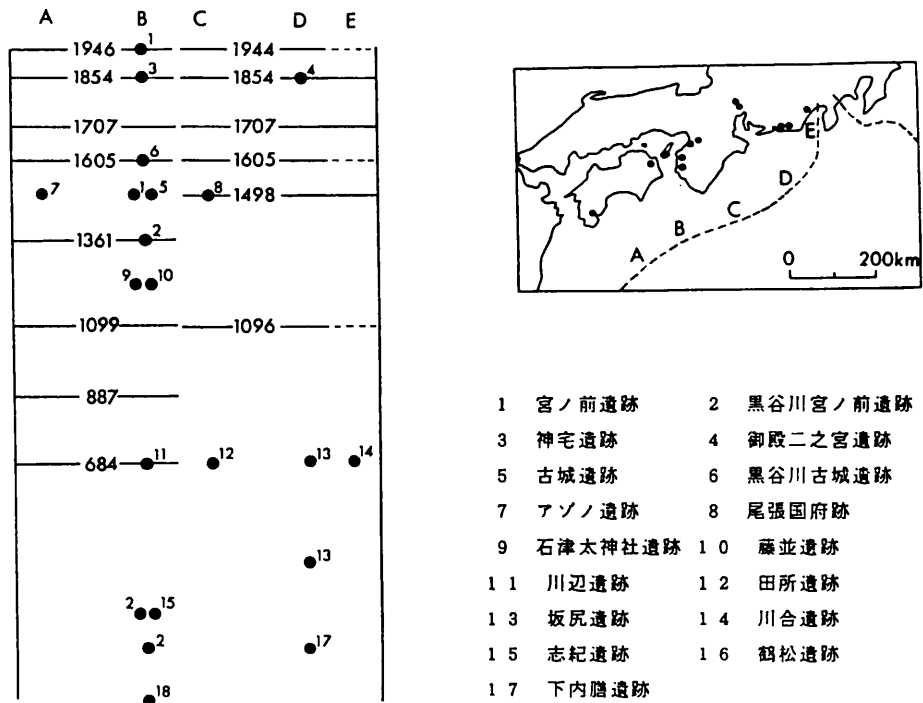 A B C D E
1946 1 1944
1854 3 1854 4
1707 1707
1605 6 1605
7 1 5 8 1498
1361 2
9 10
1099 1096
887
684 11 12 13 14
13
2 15
2 17
18
E
D
C
B
A
0 200km
1 宮ノ前遺跡 2 黒谷川宮ノ前遺跡
3 神宅遺跡 4 御殿二之宮遺跡
5 古城遺跡 6 黒谷川古城遺跡
7 アゾノ遺跡 8 尾張国府跡
9 石津太神社遺跡 10 藤並遺跡
11 川辺遺跡 12 田所遺跡
13 坂尻遺跡 14 川合遺跡
15 志紀遺跡 16 鶴松遺跡
17 下内膳遺跡